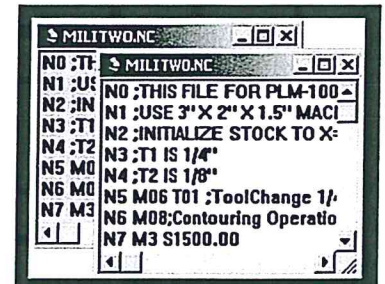 MILITWO.NC
N0 ;TH
N1 ;US
N2 ;IN
N3 ;T1
N4 ;T2
N5 M0
N6 M0
N7 M3
MILITWO.NC
N0 ;THIS FILE FOR PLM-100
N1 ;USE 3" X 2" X 1.5" MACI
N2 ;INITIALIZE STOCK TO X=
N3 ;T1 IS 1/4"
N4 ;T2 IS 1/8"
N5 M06 T01 ;ToolChange 1/
N6 M08;Contouring Operatio
N7 M3 S1500.00